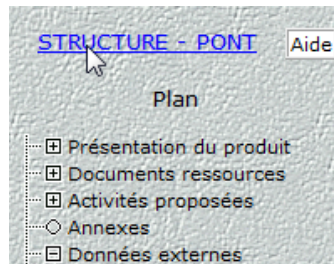 STRUCTURE - PONT Aide
Plan
Présentation du produit
Documents ressources
Activités proposées
Annexes
Données externes